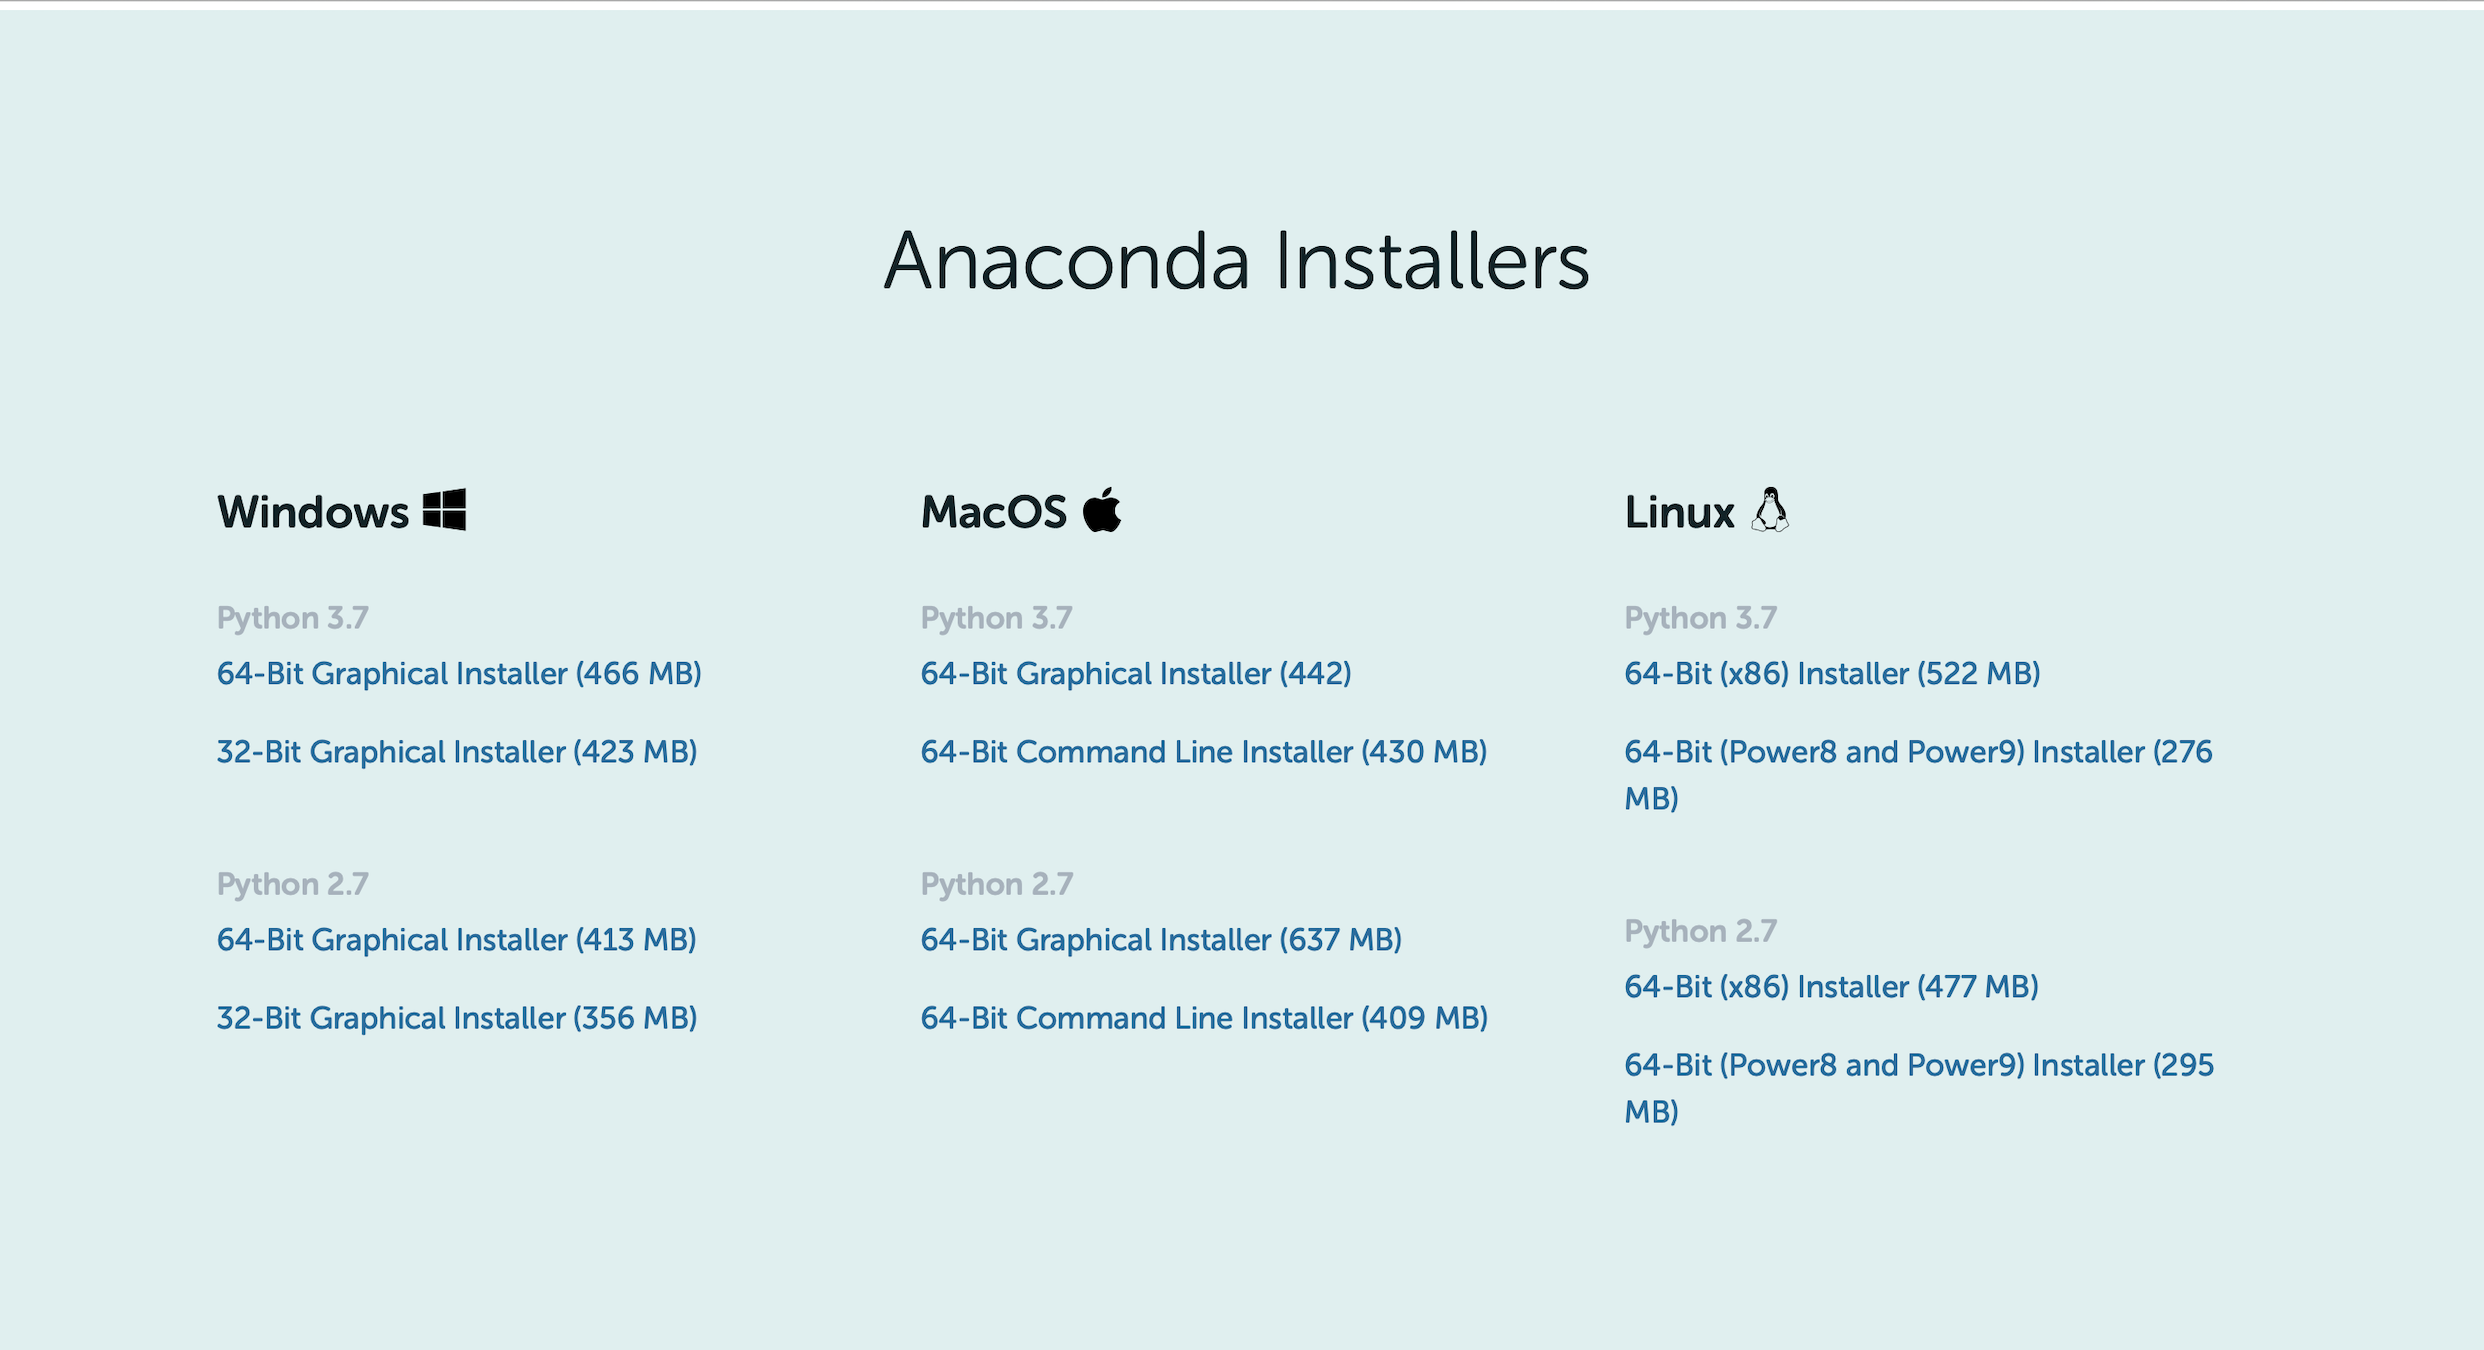 Anaconda Installers
Windows
Python 3.7
64-Bit Graphical Installer (466 MB)
32-Bit Graphical Installer (423 MB)
Python 2.7
64-Bit Graphical Installer (413 MB)
32-Bit Graphical Installer (356 MB)
MacOS
Python 3.7
64-Bit Graphical Installer (442)
64-Bit Command Line Installer (430 MB)
Python 2.7
64-Bit Graphical Installer (637 MB)
64-Bit Command Line Installer (409 MB)
Linux
Python 3.7
64-Bit (x86) Installer (522 MB)
64-Bit (Power8 and Power9) Installer (276
MB)
Python 2.7
64-Bit (x86) Installer (477 MB)
64-Bit (Power8 and Power9) Installer (295
MB)